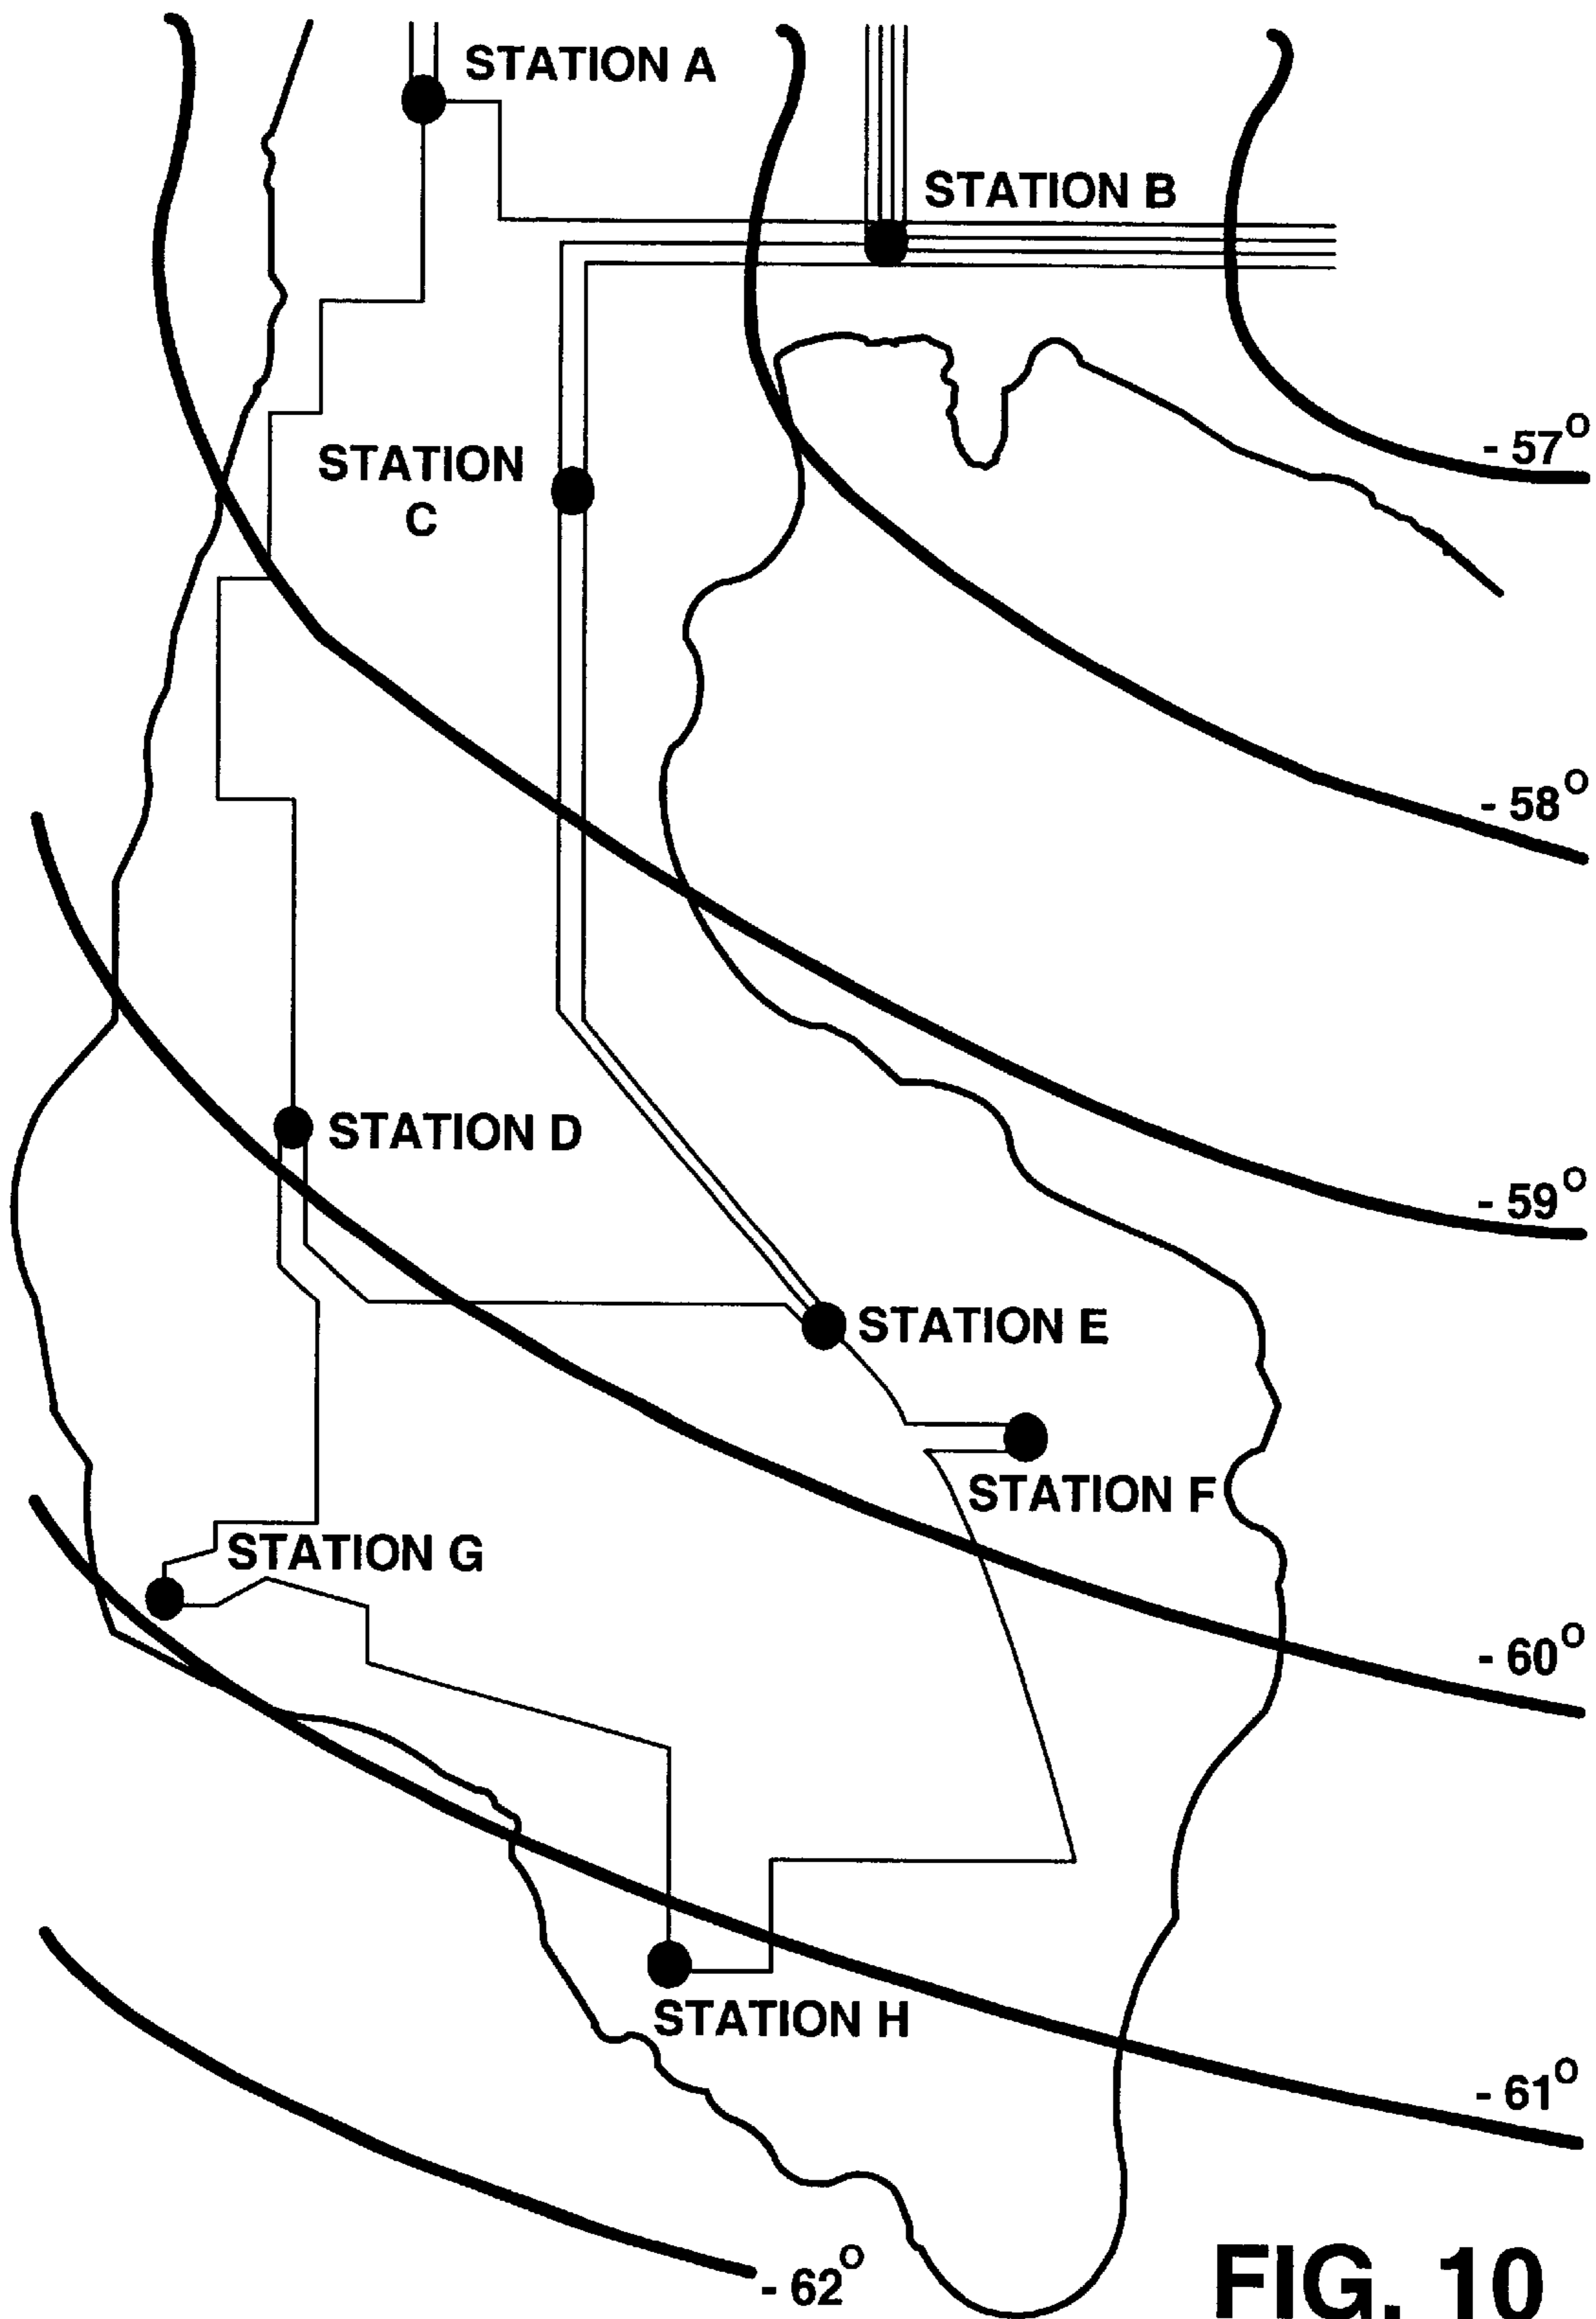 STATION A
STATION B
- 57°
STATION
C
- 58°
STATION D
- 59°
STATION E
STATION F
STATION G
- 60°
STATION H
- 61°
- 62°
FIG. 10